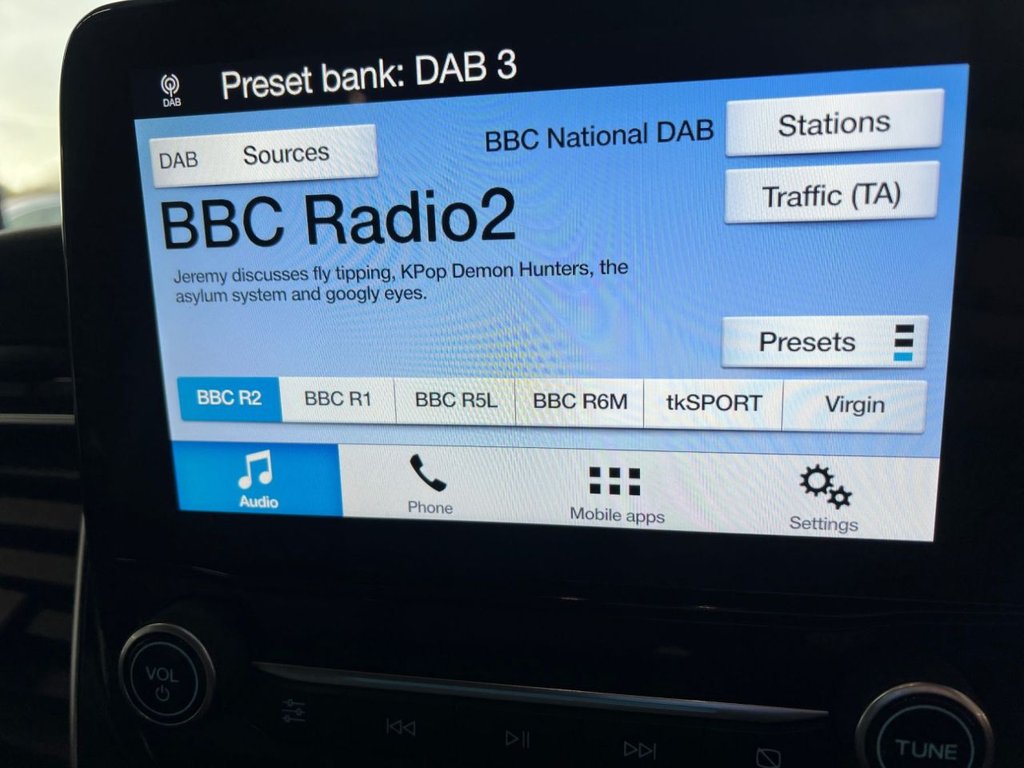 DAB
Preset bank: DAB 3
DAB Sources
BBC National DAB
Stations
BBC Radio2
Traffic (TA)
Jeremy discusses fly tipping, KPop Demon Hunters, the
asylum system and googly eyes.
Presets
BBC R2
BBC R1
BBC R5L
BBC R6M
tkSPORT
Virgin
Audio
Phone
Mobile apps
Settings
VOL
TUNE